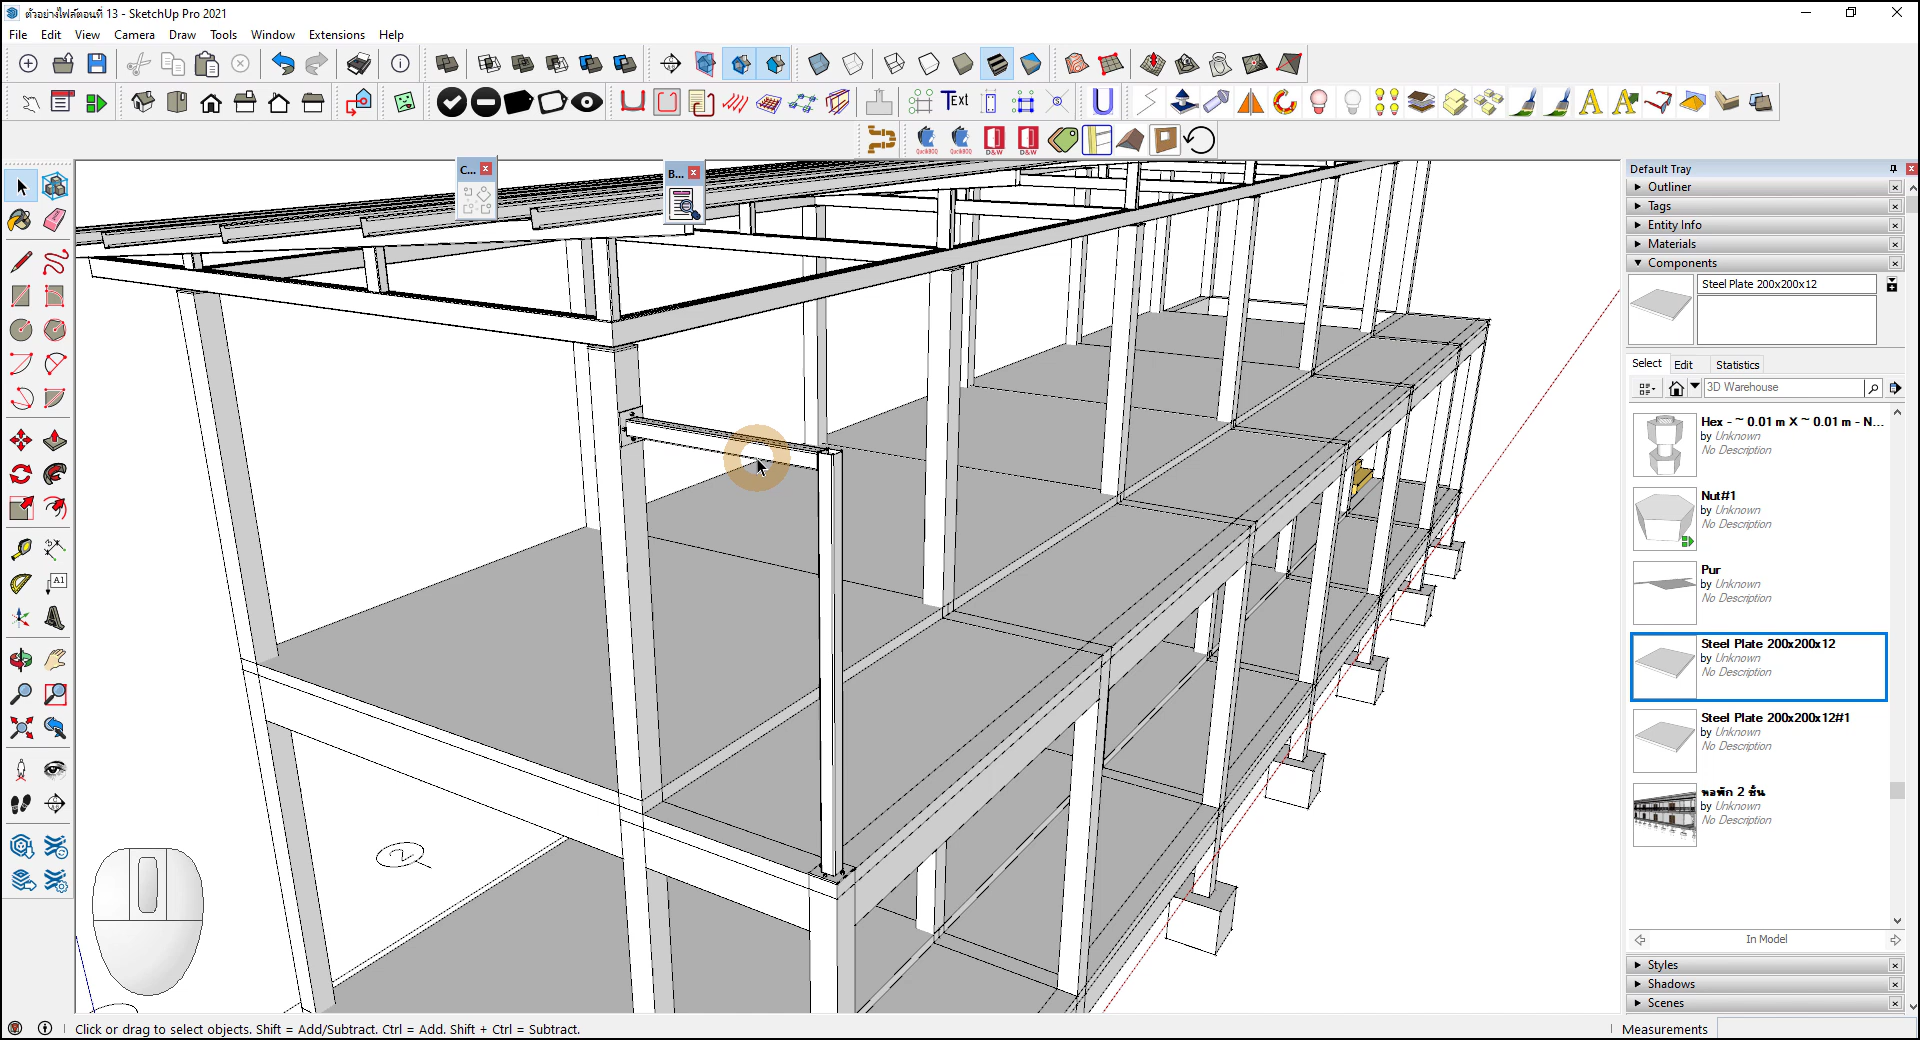 ตัวอย่างไฟล์ตอนที่ 13 - SketchUp Pro 2021
File Edit View Camera Draw Tools Window Extensions Help
Text
QuickBOQ QuickBOQ D&W D&W
C...
B...
A1
2
Default Tray
Outliner
Tags
Entity Info
Materials
Components
Steel Plate 200x200x12
Select Edit Statistics
3D Warehouse
Hex - ~ 0.01 m X ~ 0.01 m - N...
by Unknown
No Description
Nut#1
by Unknown
No Description
Pur
by Unknown
No Description
Steel Plate 200x200x12
by Unknown
No Description
Steel Plate 200x200x12#1
by Unknown
No Description
หอพัก 2 ชั้น
by Unknown
No Description
In Model
Styles
Shadows
Scenes
Click or drag to select objects. Shift = Add/Subtract. Ctrl = Add. Shift + Ctrl = Subtract.
Measurements